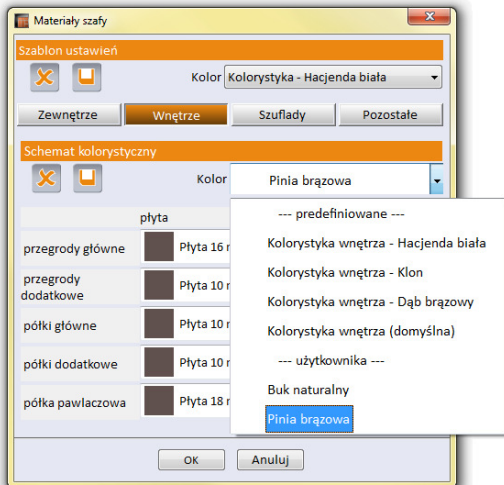 Materiały szafy
Szablon ustawień
Kolor Kolorystyka - Hacjenda biała
Zewnętrze Wnętrze Szuflady Pozostałe
Schemat kolorystyczny
Kolor Pinia brązowa
--- predefiniowane ---
Kolorystyka wnętrza - Hacjenda biała
Kolorystyka wnętrza - Klon
Kolorystyka wnętrza - Dąb brązowy
Kolorystyka wnętrza (domyślna)
--- użytkownika ---
Buk naturalny
Pinia brązowa
płyta
przegrody główne Płyta 16
przegrody
dodatkowe Płyta 10
półki główne Płyta 10
półki dodatkowe Płyta 10
półka pawlaczowa Płyta 18
OK Anuluj